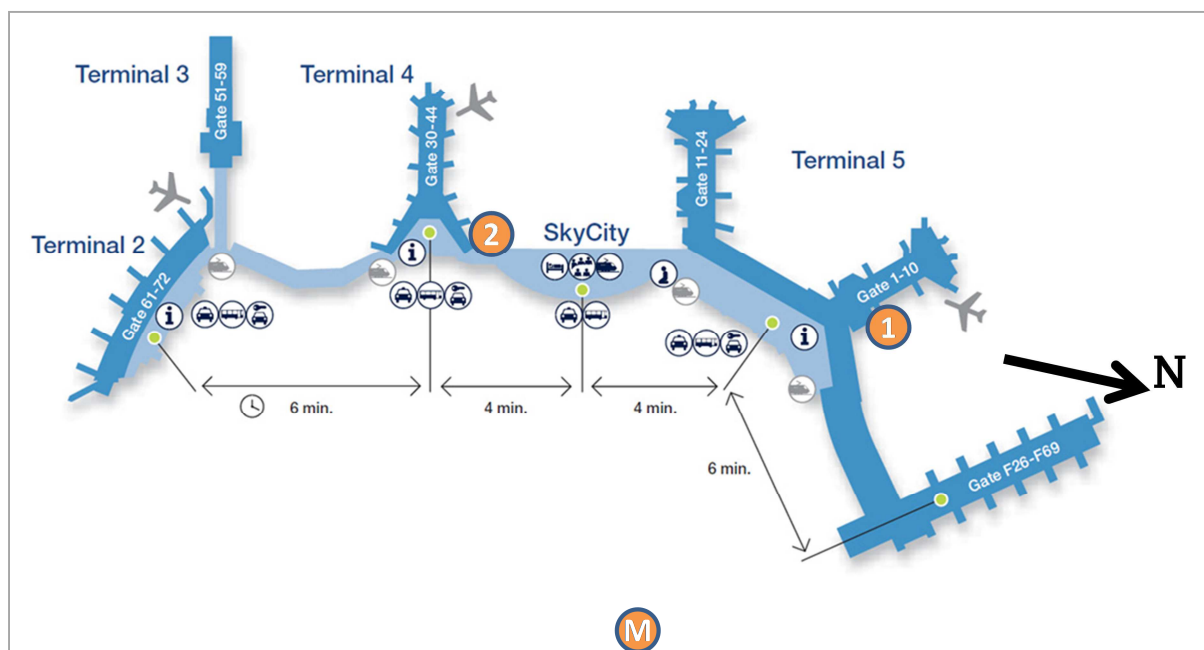 Terminal 3
Terminal 4
Gate 51-59
Gate 30-44
Gate 11-24
Terminal 5
Terminal 2
2
SkyCity
Gate 1-10
Gate 61-72
i
i
i
i
1
N
6 min.
4 min.
4 min.
6 min.
Gate F26-F69
M